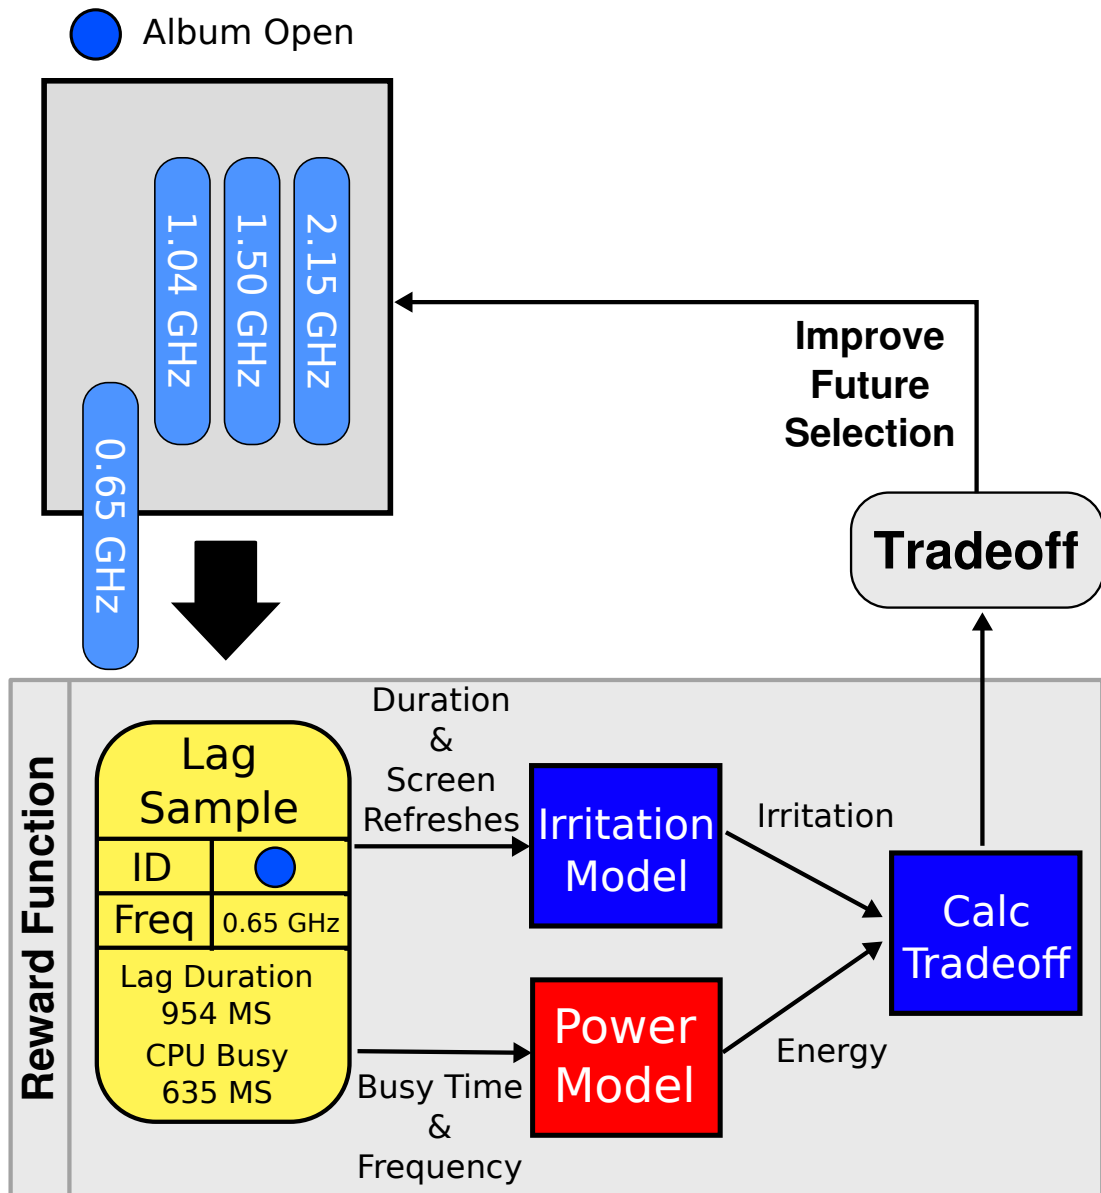 Album Open
1.04 GHz
1.50 GHz
2.15 GHz
0.65 GHz
Improve
Future
Selection
Tradeoff
Reward Function
Lag
Sample
ID
Freq
0.65 GHz
Lag Duration
954 MS
CPU Busy
635 MS
Duration
&
Screen
Refreshes
Irritation
Model
Irritation
Busy Time
&
Frequency
Power
Model
Energy
Calc
Tradeoff